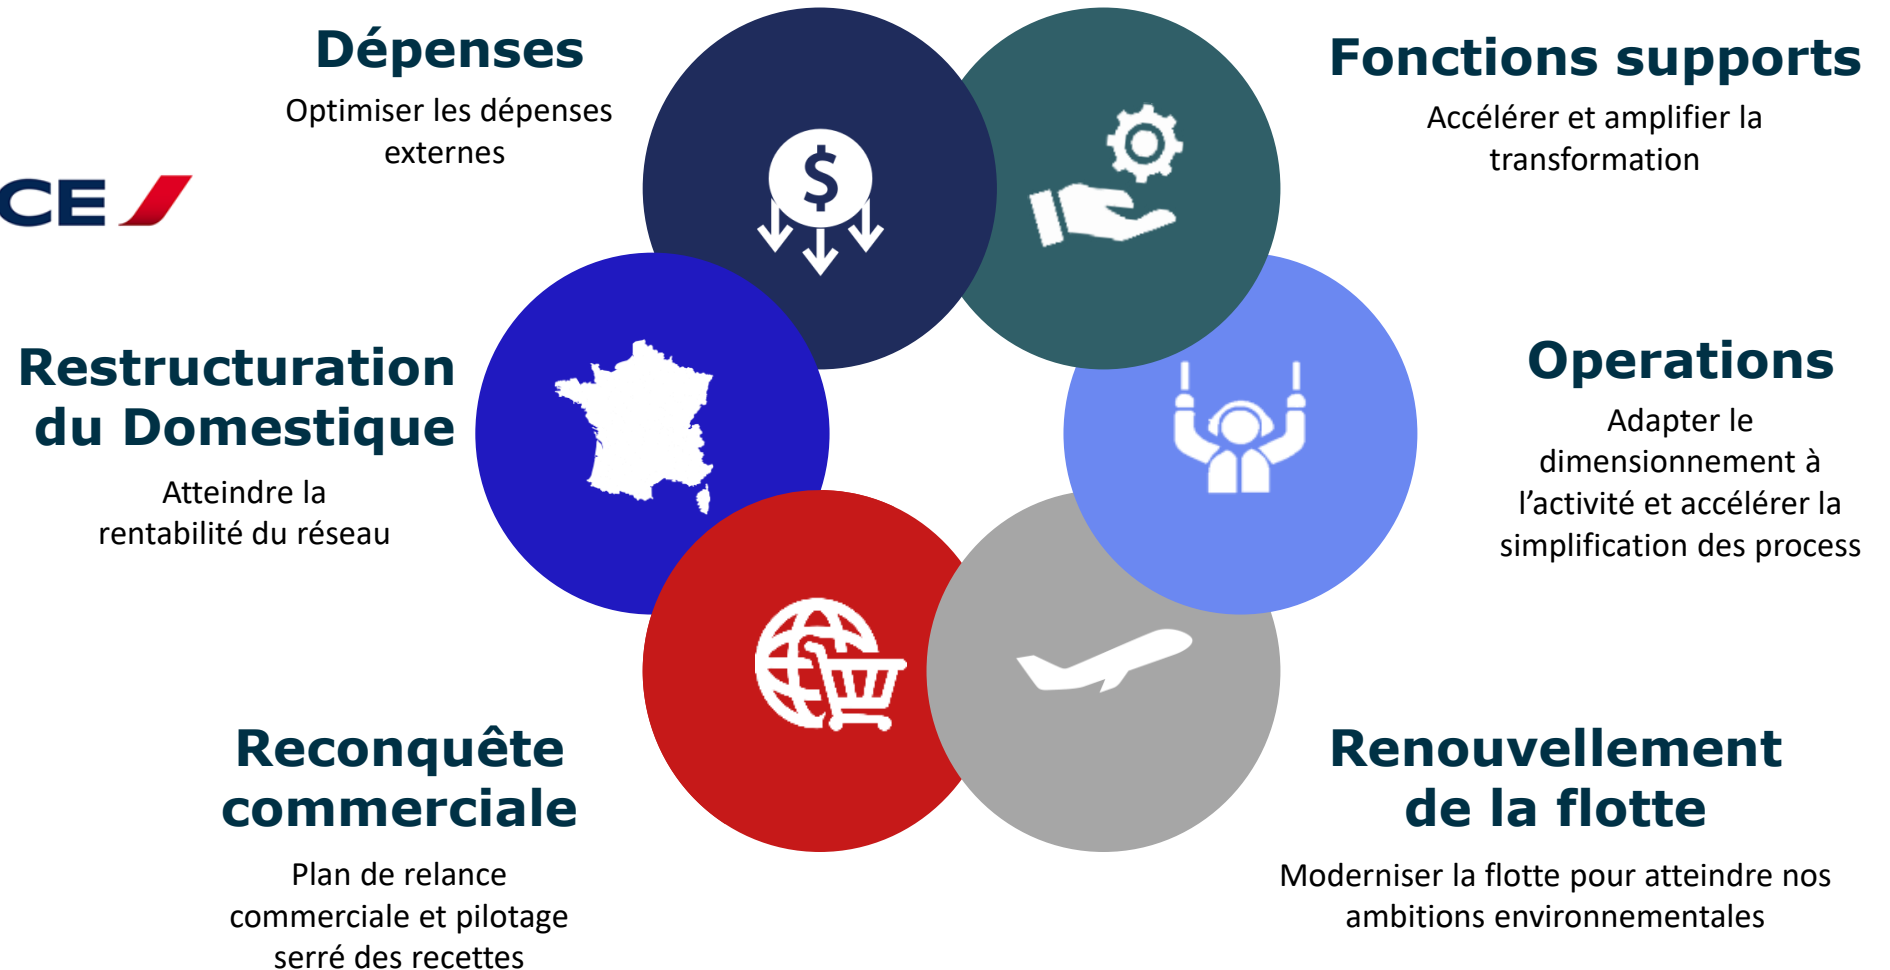 Dépenses
Optimiser les dépenses
externes
Fonctions supports
Accélérer et amplifier la
transformation
CE
$
Restructuration
du Domestique
Atteindre la
rentabilité du réseau
Operations
Adapter le
dimensionnement à
l’activité et accélérer la
simplification des process
Reconquête
commerciale
Plan de relance
commerciale et pilotage
serré des recettes
Renouvellement
de la flotte
Moderniser la flotte pour atteindre nos
ambitions environnementales